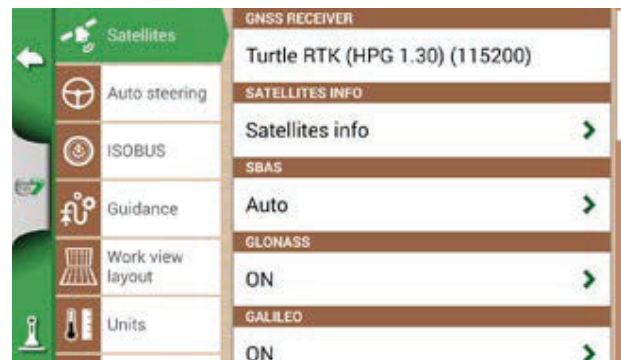 Satellites
Auto steering
ISOBUS
Guidance
Work view
layout
Units
GNSS RECEIVER
Turtle RTK (HPG 1.30) (115200)
SATELLITES INFO
Satellites info
SBAS
Auto
GLONASS
ON
GALILEO
ON